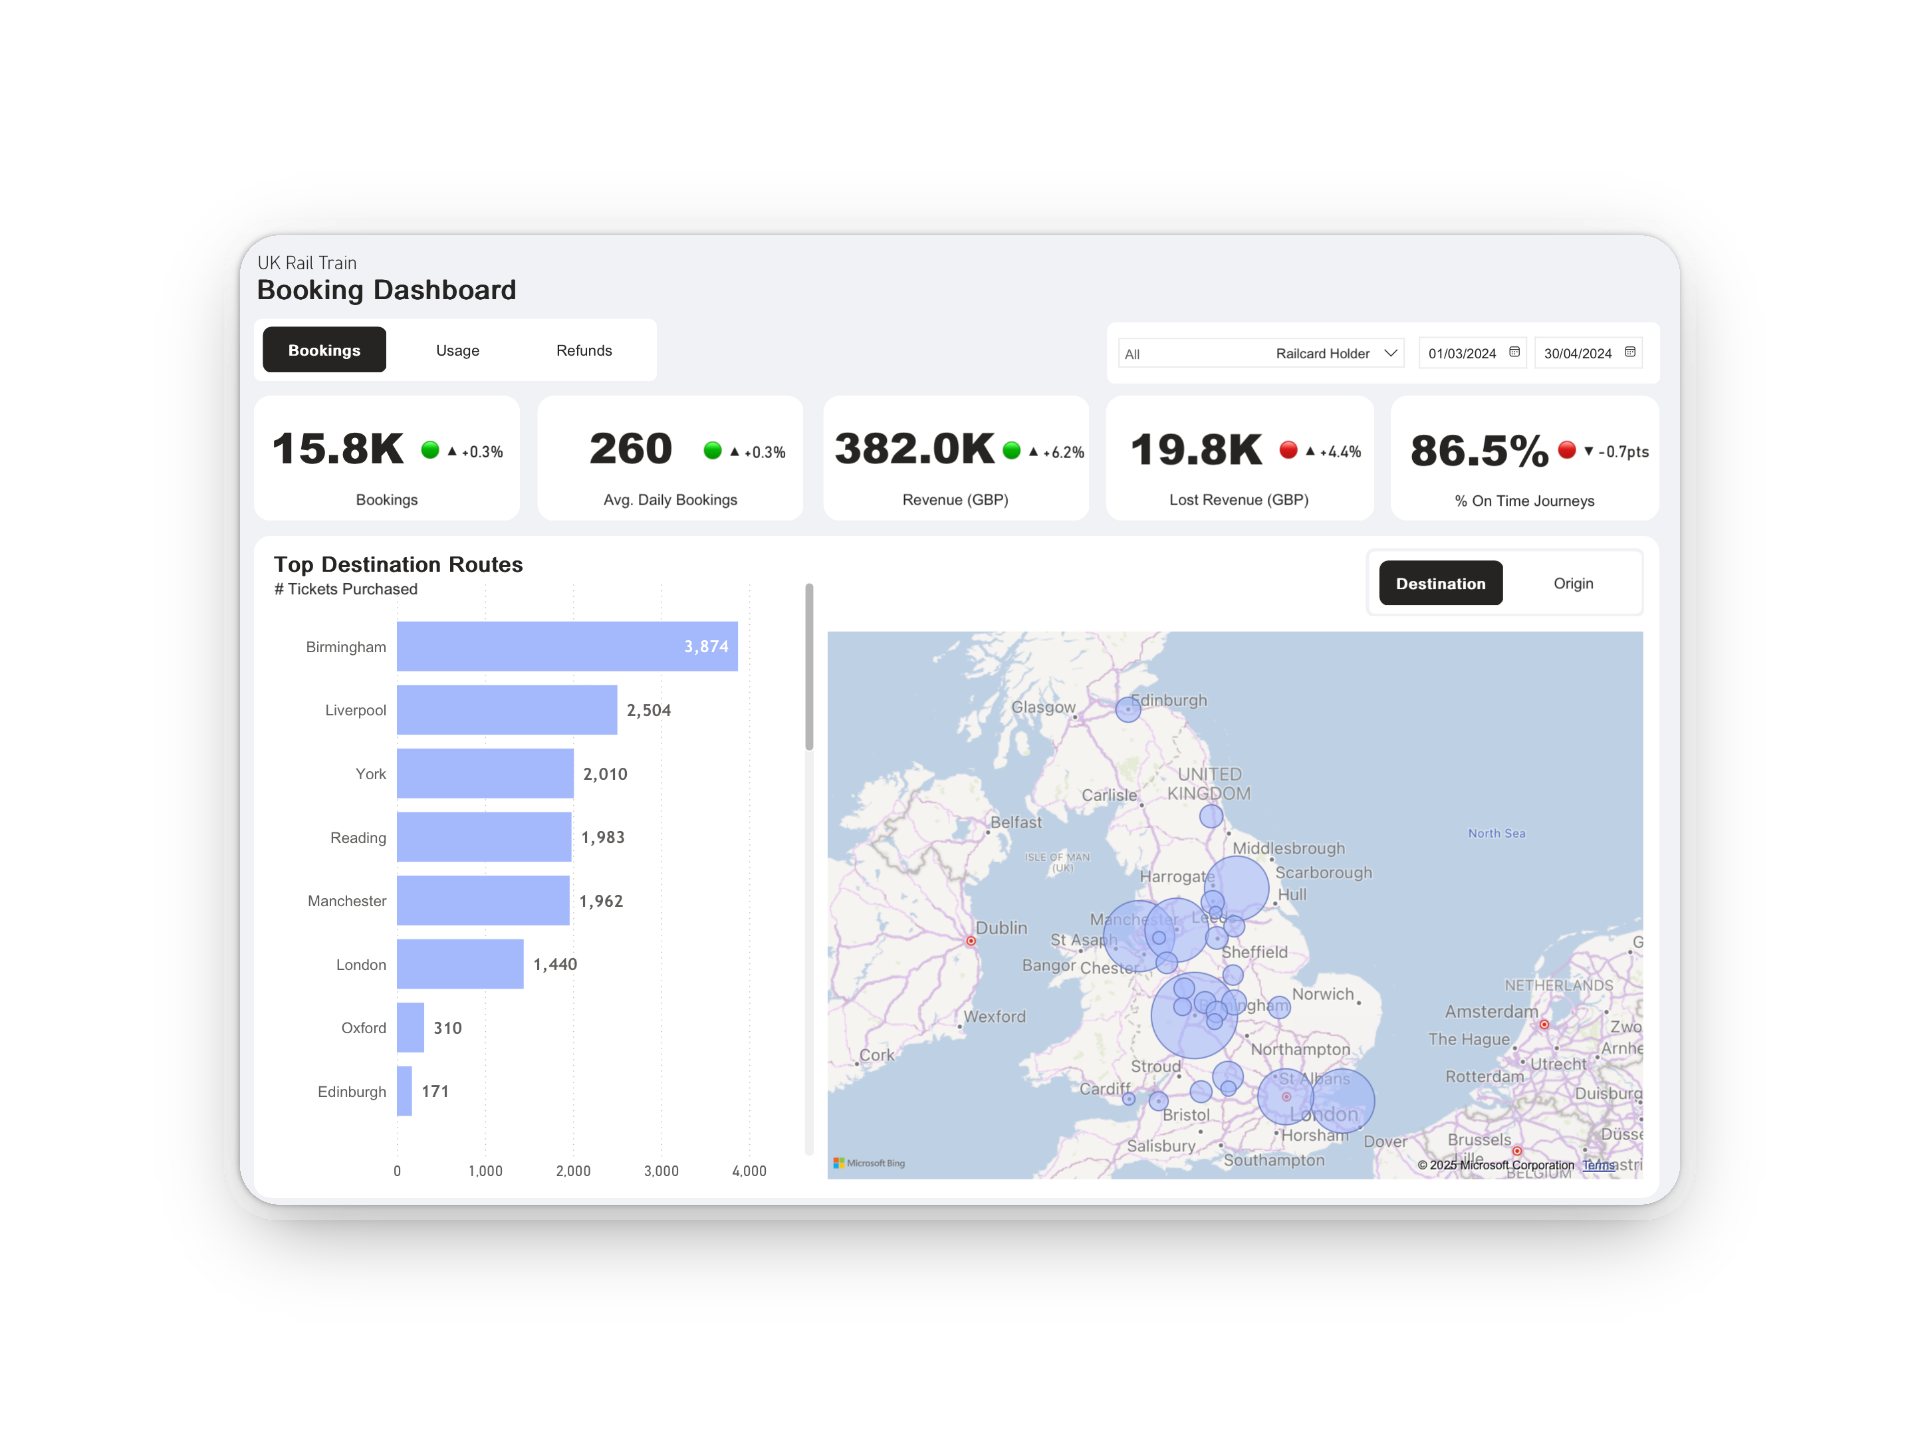 UK Rail Train
Booking Dashboard
Bookings Usage Refunds
All Railcard Holder 01/03/2024 30/04/2024
15.8K ▲ +0.3%
Bookings
260 ▲ +0.3%
Avg. Daily Bookings
382.0K ▲ +6.2%
Revenue (GBP)
19.8K ▲ +4.4%
Lost Revenue (GBP)
86.5% ▼ -0.7pts
% On Time Journeys
Top Destination Routes
# Tickets Purchased
Birmingham 3,874
Liverpool 2,504
York 2,010
Reading 1,983
Manchester 1,962
London 1,440
Oxford 310
Edinburgh 171
0 1,000 2,000 3,000 4,000
Destination Origin
Edinburgh
Glasgow
UNITED
KINGDOM
Carlisle
Belfast
North Sea
Middlesbrough
ISLE OF MAN
(UK)
Scarborough
Harrogate
Hull
Manchester
Leeds
Dublin
St Asaph
Sheffield
Bangor
Chester
NETHERLANDS
Norwich
Birmingham
Amsterdam
Wexford
Zwo
The Hague
Northampton
Arnhe
Cork
Utrecht
Stroud
Rotterdam
St Albans
Cardiff
Duisburg
London
Bristol
Horsham
Düsse
Dover
Brussels
Salisbury
Lille
Southampton
Microsoft Bing
© 2025 Microsoft Corporation Terms
BELGIUM